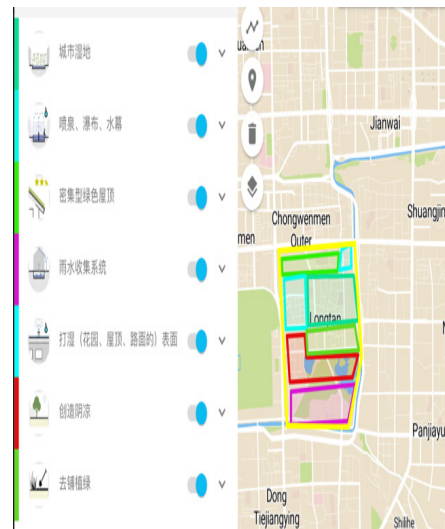 城市湿地
喷泉、瀑布、水幕
密集型绿色屋顶
雨水收集系统
打湿（花园、屋顶、路面的）表面
创造阴凉
去铺植绿
Jianwai
Shuangjin
Chongwenmen
Outer
men
Longtan
Panjiayu
Dong
Tiejiangying
Shilihe